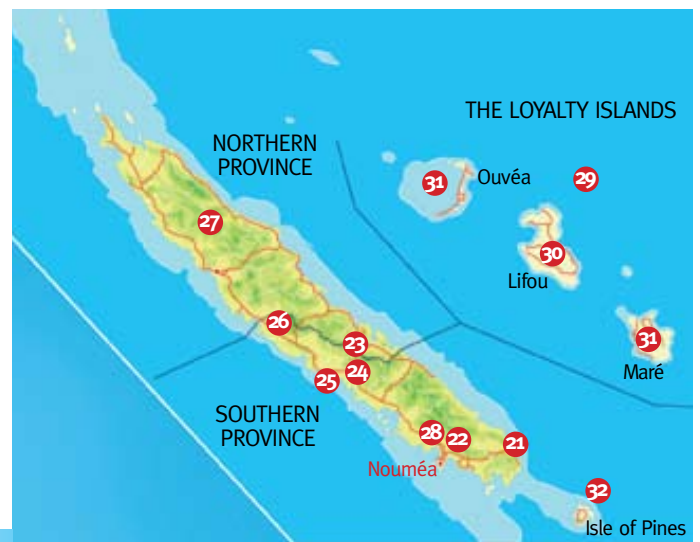 THE LOYALTY ISLANDS
NORTHERN
PROVINCE
31
Ouvéa
29
27
30
Lifou
26
23
31
Maré
25
24
SOUTHERN
PROVINCE
28
22
21
Nouméa
32
Isle of Pines